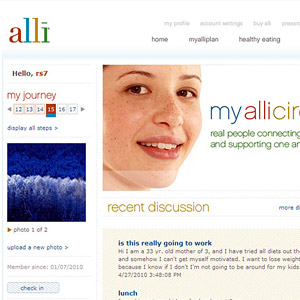 alli
my profile account settings buy alli
home myalliplan healthy eating
Hello, rs7
my journey
12 13 14 15 16 17
display all steps >
myallicir
real people connecting
and supporting one an
photo 1 of 2
upload a new photo >
Member since: 01/07/2010
check in
more di
recent discussion
is this really going to work
Hi I am a 33 yr. old mother of 3, and I have tried all diets out the
and somehow I can't get myself motivated. I want to lose weight
because I know if I don't I'm not going to be around for my kids
4/27/2010 3:48:08 PM
lunch